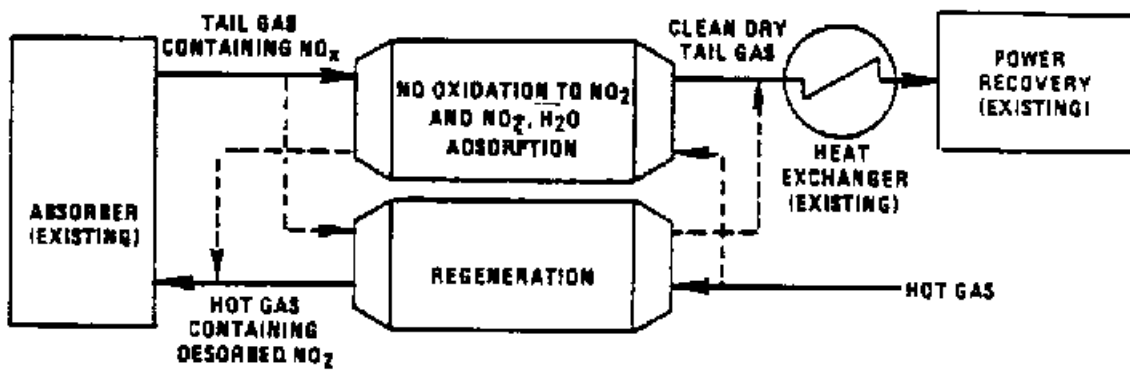 TAIL GAS
CONTAINING NOx
CLEAN DRY
TAIL GAS
NO OXIDATION TO NO2
AND NO2, H2O
ADSORPTION
POWER
RECOVERY
(EXISTING)
HEAT
EXCHANGER
(EXISTING)
ABSORBER
(EXISTING)
REGENERATION
HOT GAS
HOT GAS
CONTAINING
DESORBED NO2